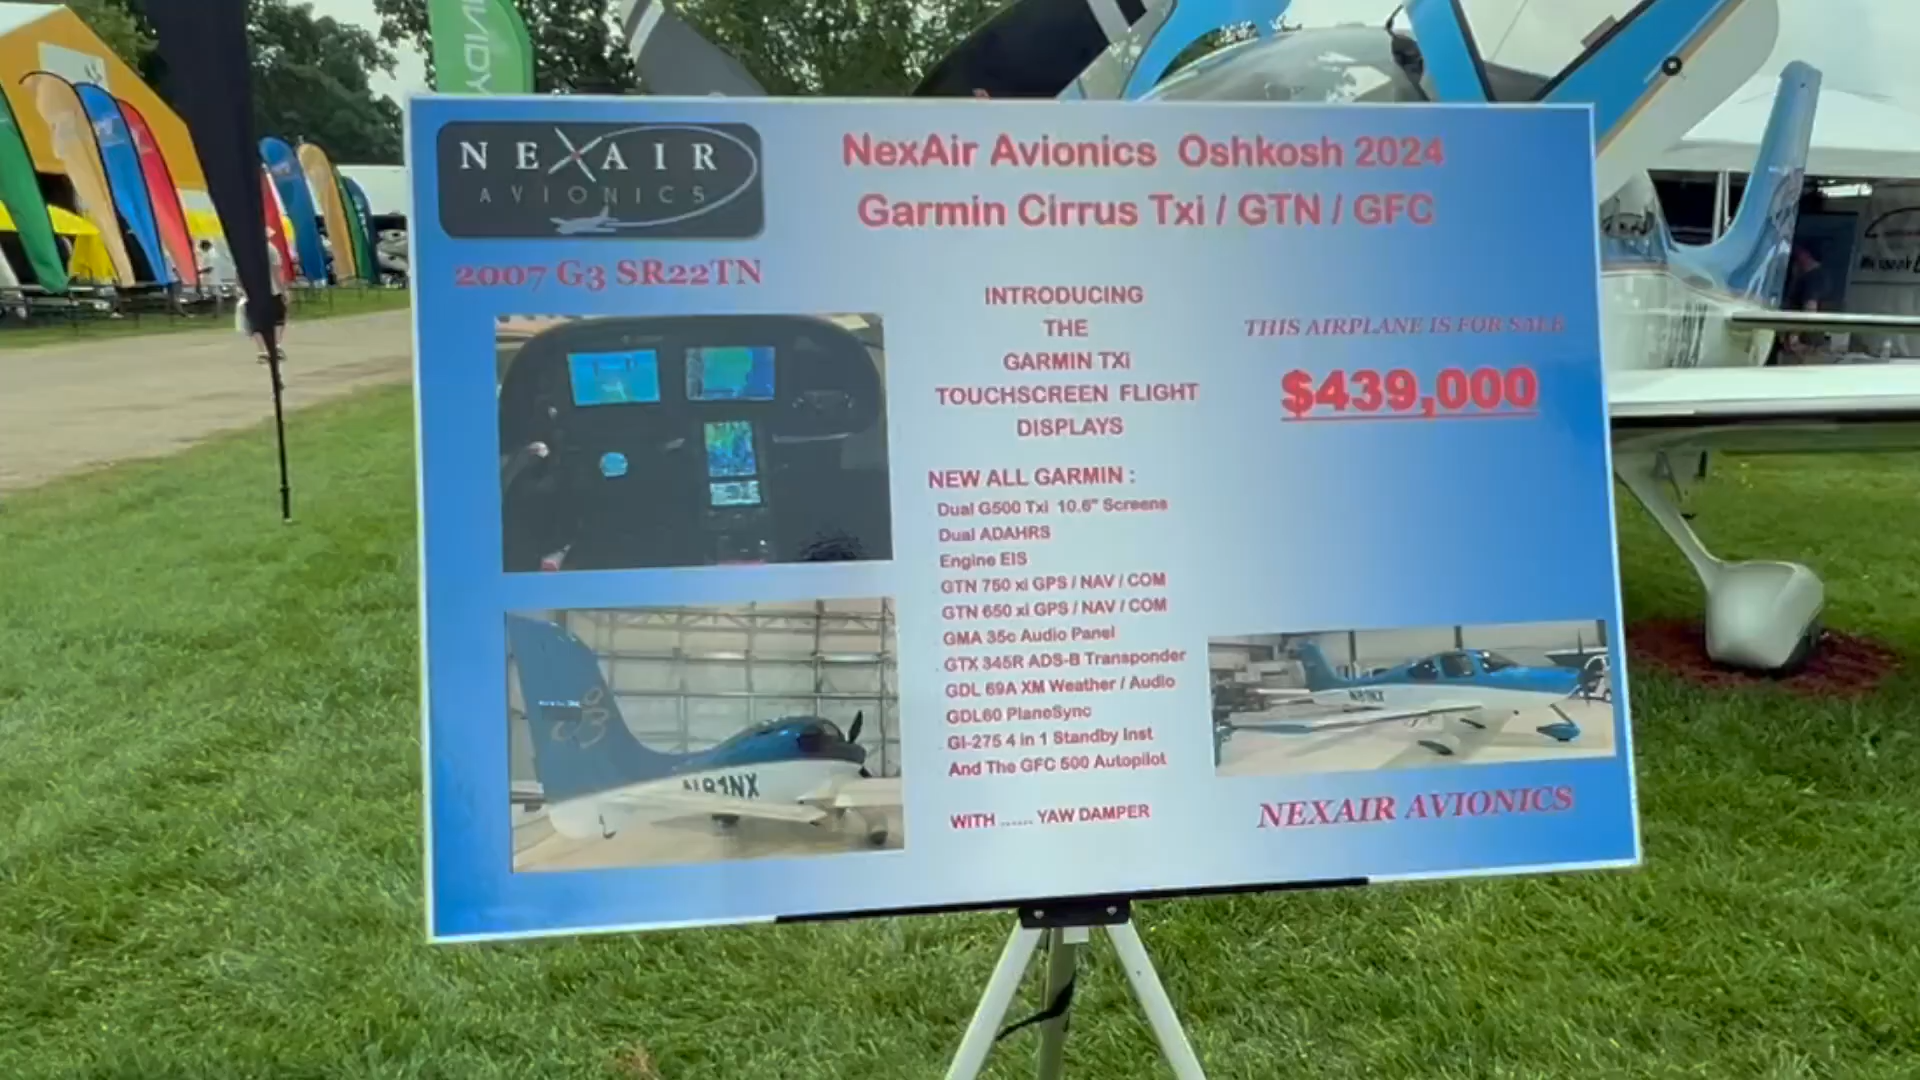 VIDY
NEXAIR
AVIONICS
NexAir Avionics Oshkosh 2024
Garmin Cirrus Txi / GTN / GFC
2007 G3 SR22TN
INTRODUCING
THE
GARMIN TXi
TOUCHSCREEN FLIGHT
DISPLAYS
THIS AIRPLANE IS FOR SALE
$439,000
NEW ALL GARMIN :
Dual G500 Txi 10.6" Screens
Dual ADAHRS
Engine EIS
GTN 750 xi GPS / NAV / COM
GTN 650 xi GPS / NAV / COM
GMA 35c Audio Panel
GTX 345R ADS-B Transponder
GDL 69A XM Weather / Audio
GDL60 PlaneSync
GI-275 4 in 1 Standby Inst
And The GFC 500 Autopilot
WITH ...... YAW DAMPER
N81NX
NEXAIR AVIONICS